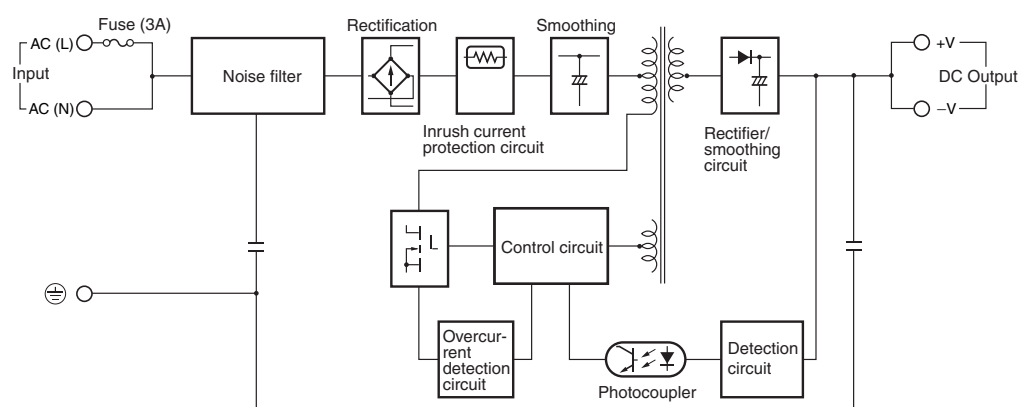 Fuse (3A)
Rectification
Smoothing
AC (L)
Input
AC (N)
Noise filter
+V
DC Output
−V
Inrush current
protection circuit
Rectifier/
smoothing
circuit
Control circuit
Overcur-
rent
detection
circuit
Detection
circuit
Photocoupler